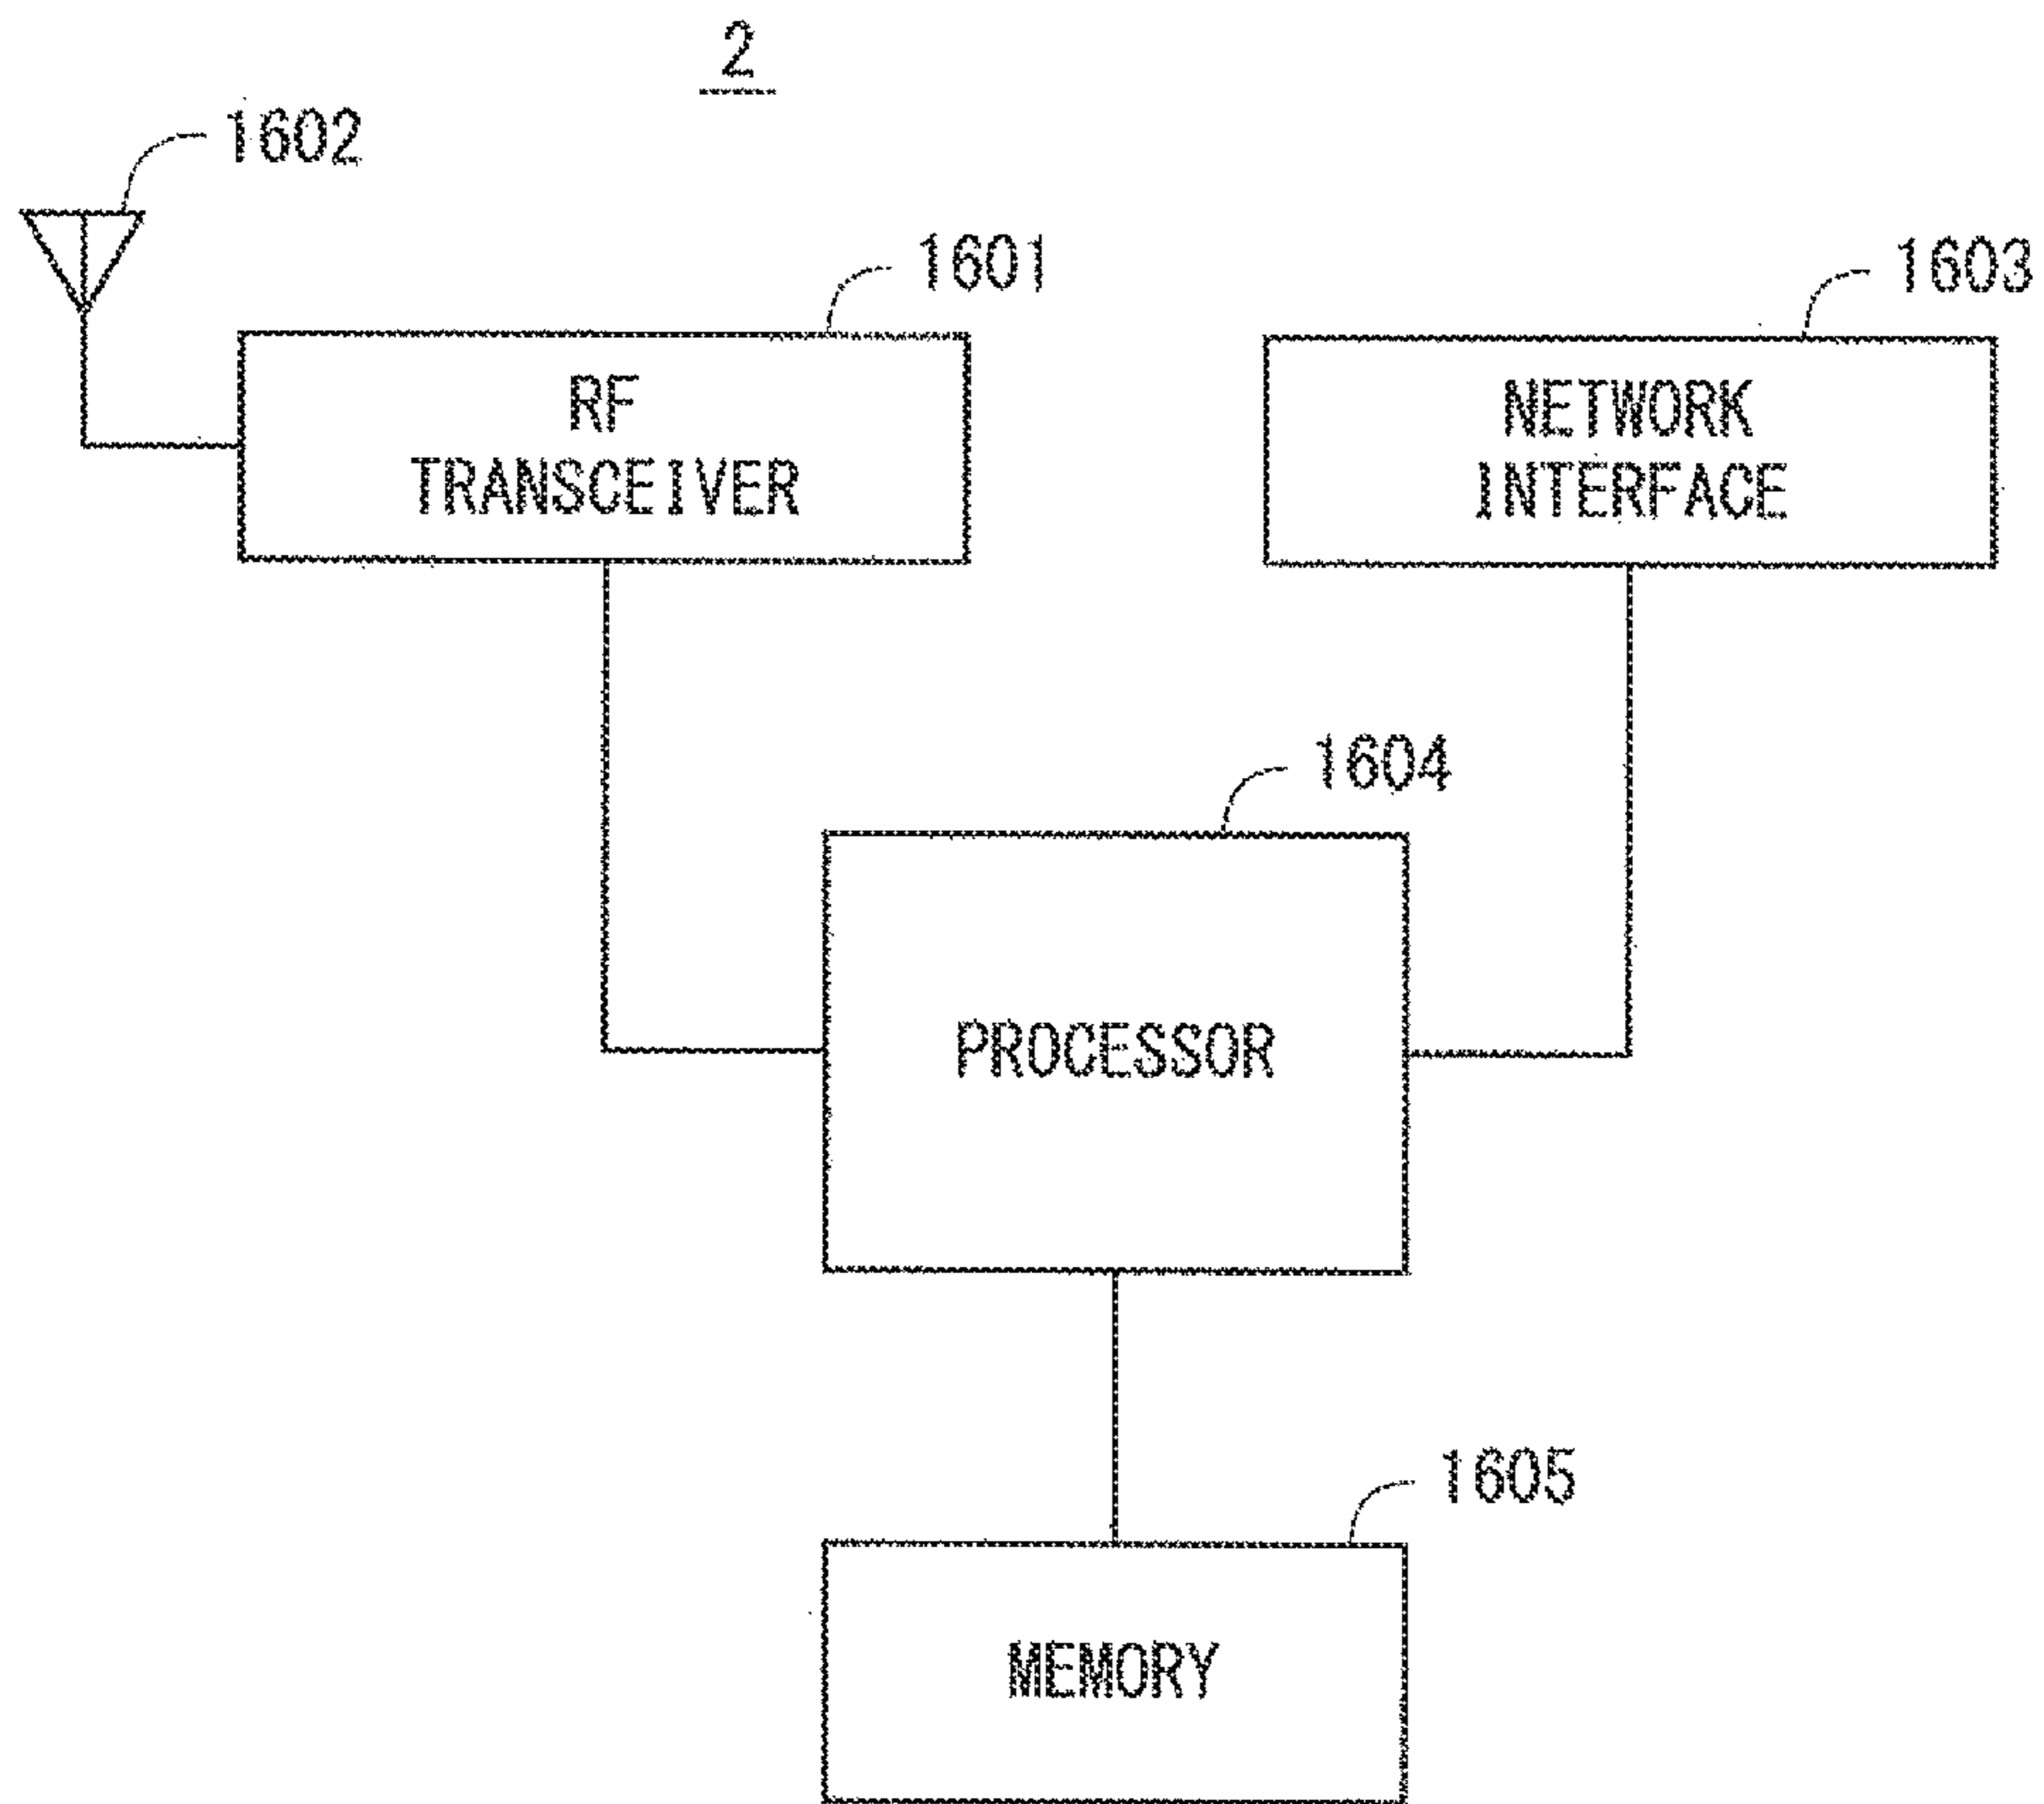 2
1602
1601
1603
RF
TRANSCEIVER
NETWORK
INTERFACE
1604
PROCESSOR
1605
MEMORY